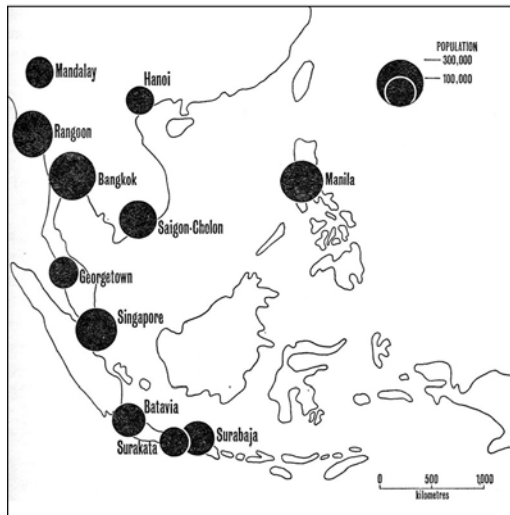 POPULATION
300,000
100,000
Mandalay
Hanoi
Rangoon
Bangkok
Manila
Saigon-Cholon
Georgetown
Singapore
Batavia
Surakata
Surabaja
0 500 1,000
kilometres